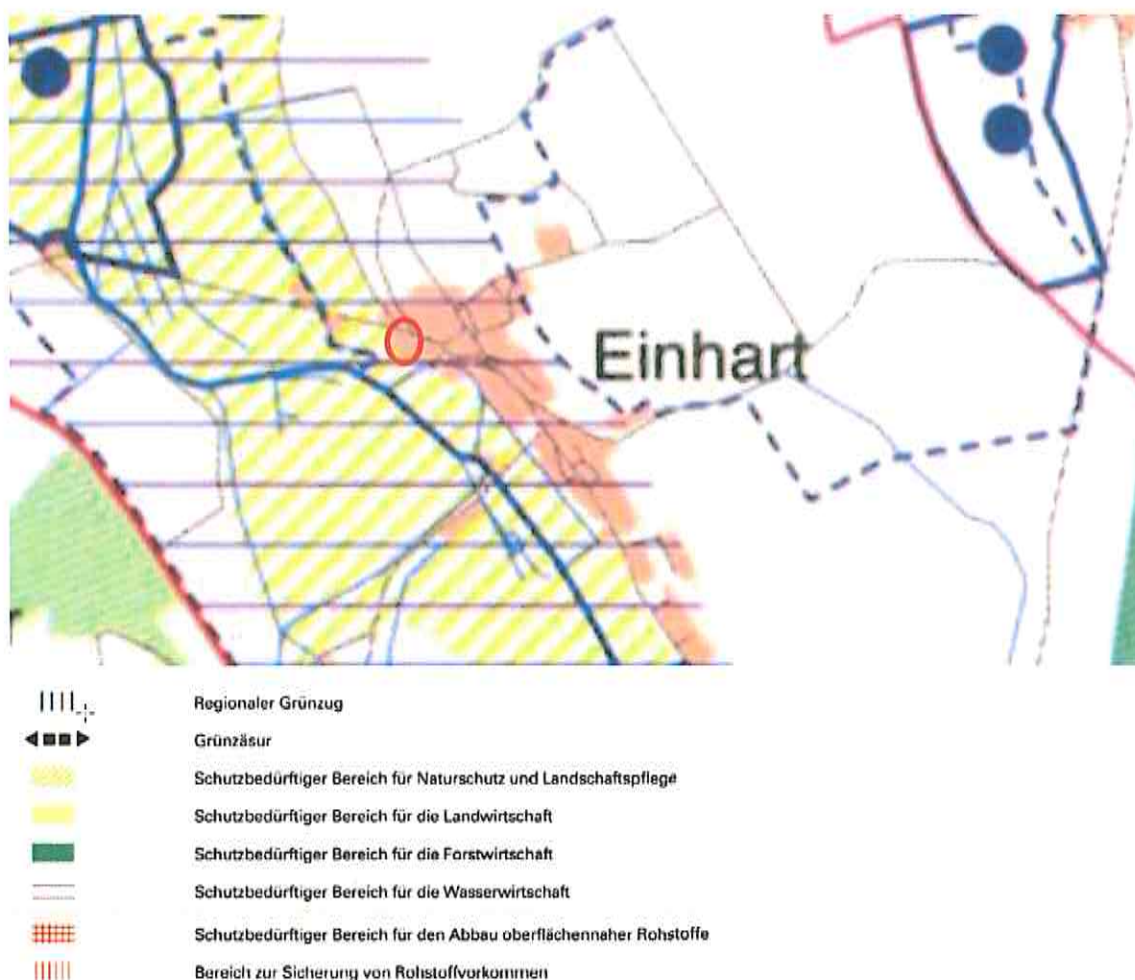 Einhart
Regionaler Grünzug
Grünzäsur
Schutzbedürftiger Bereich für Naturschutz und Landschaftspflege
Schutzbedürftiger Bereich für die Landwirtschaft
Schutzbedürftiger Bereich für die Forstwirtschaft
Schutzbedürftiger Bereich für die Wasserwirtschaft
Schutzbedürftiger Bereich für den Abbau oberflächennaher Rohstoffe
Bereich zur Sicherung von Rohstoffvorkommen